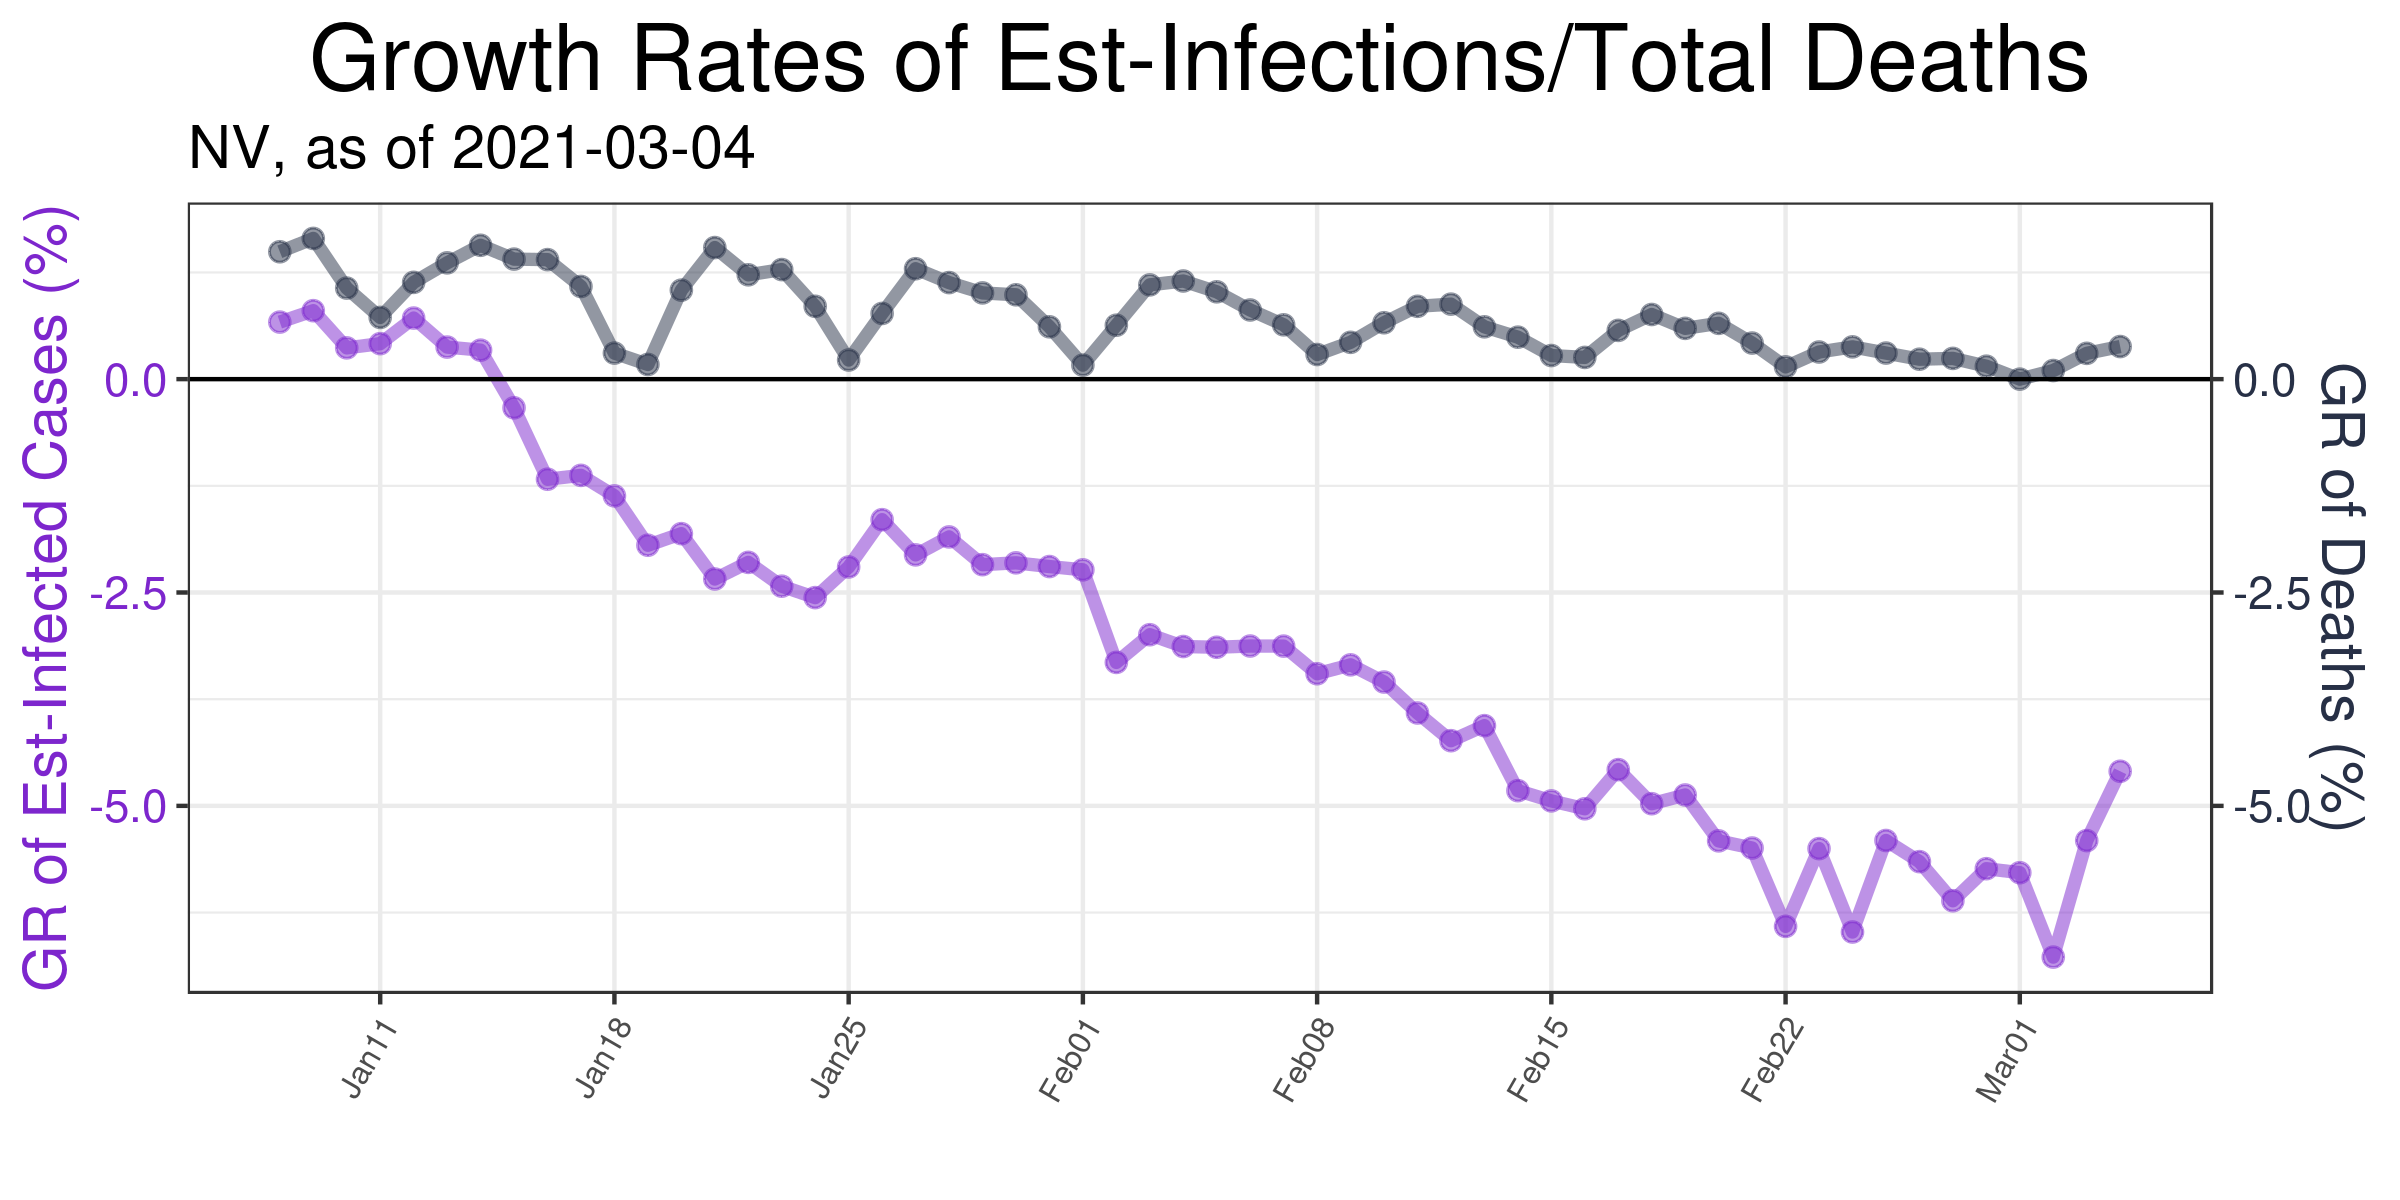 Growth Rates of Est-Infections/Total Deaths
NV, as of 2021-03-04
GR of Est-Infected Cases (%)
0.0
-2.5
-5.0
0.0
-2.5
-5.0
GR of Deaths (%)
Jan11
Jan18
Jan25
Feb01
Feb08
Feb15
Feb22
Mar01